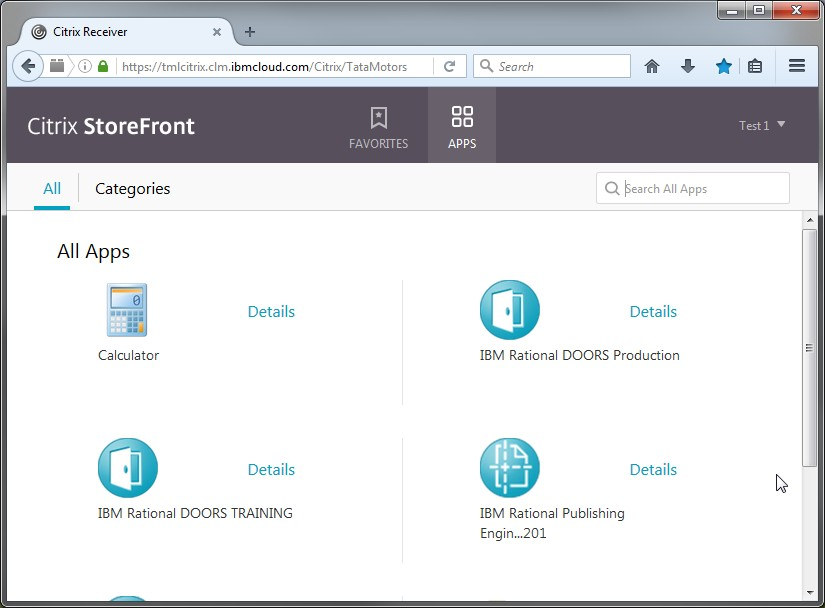 Citrix Receiver
https://tmlcitrix.clm.ibmcloud.com/Citrix/TataMotors
Search
Citrix StoreFront
FAVORITES
APPS
Test 1
All
Categories
Search All Apps
All Apps
0
Details
Calculator
Details
IBM Rational DOORS Production
Details
IBM Rational DOORS TRAINING
Details
IBM Rational Publishing
Engin...201